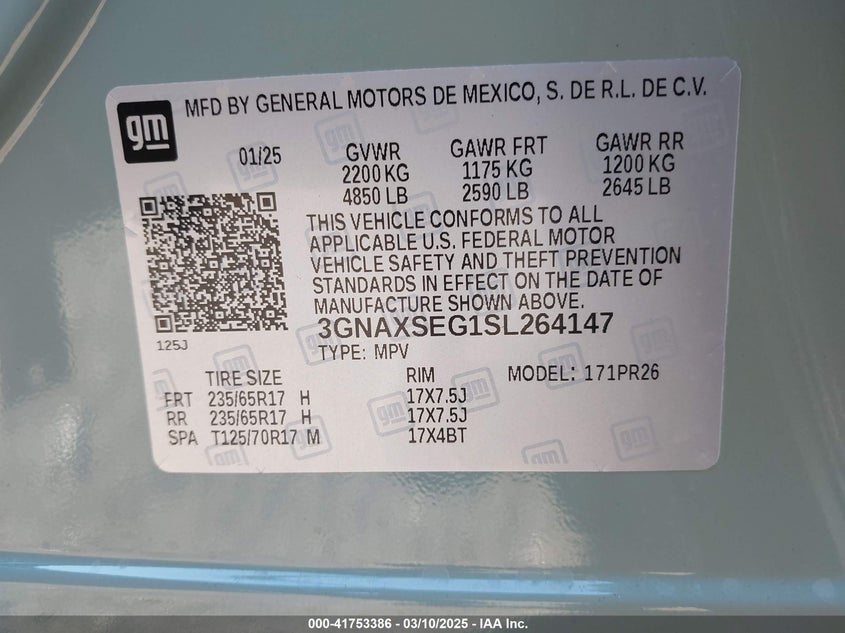 gm
MFD BY GENERAL MOTORS DE MEXICO, S. DE R.L. DE C.V.
01/25 GVWR GAWR FRT GAWR RR
2200 KG 1175 KG 1200 KG
4850 LB 2590 LB 2645 LB
THIS VEHICLE CONFORMS TO ALL
APPLICABLE U.S. FEDERAL MOTOR
VEHICLE SAFETY AND THEFT PREVENTION
STANDARDS IN EFFECT ON THE DATE OF
MANUFACTURE SHOWN ABOVE.
3GNAXSEG1SL264147
125J
TYPE: MPV
TIRE SIZE RIM MODEL: 171PR26
FRT 235/65R17 H 17X7.5J
RR 235/65R17 H 17X7.5J
SPA T125/70R17 M 17X4BT
000-41753386 - 03/10/2025 - IAA, Inc.